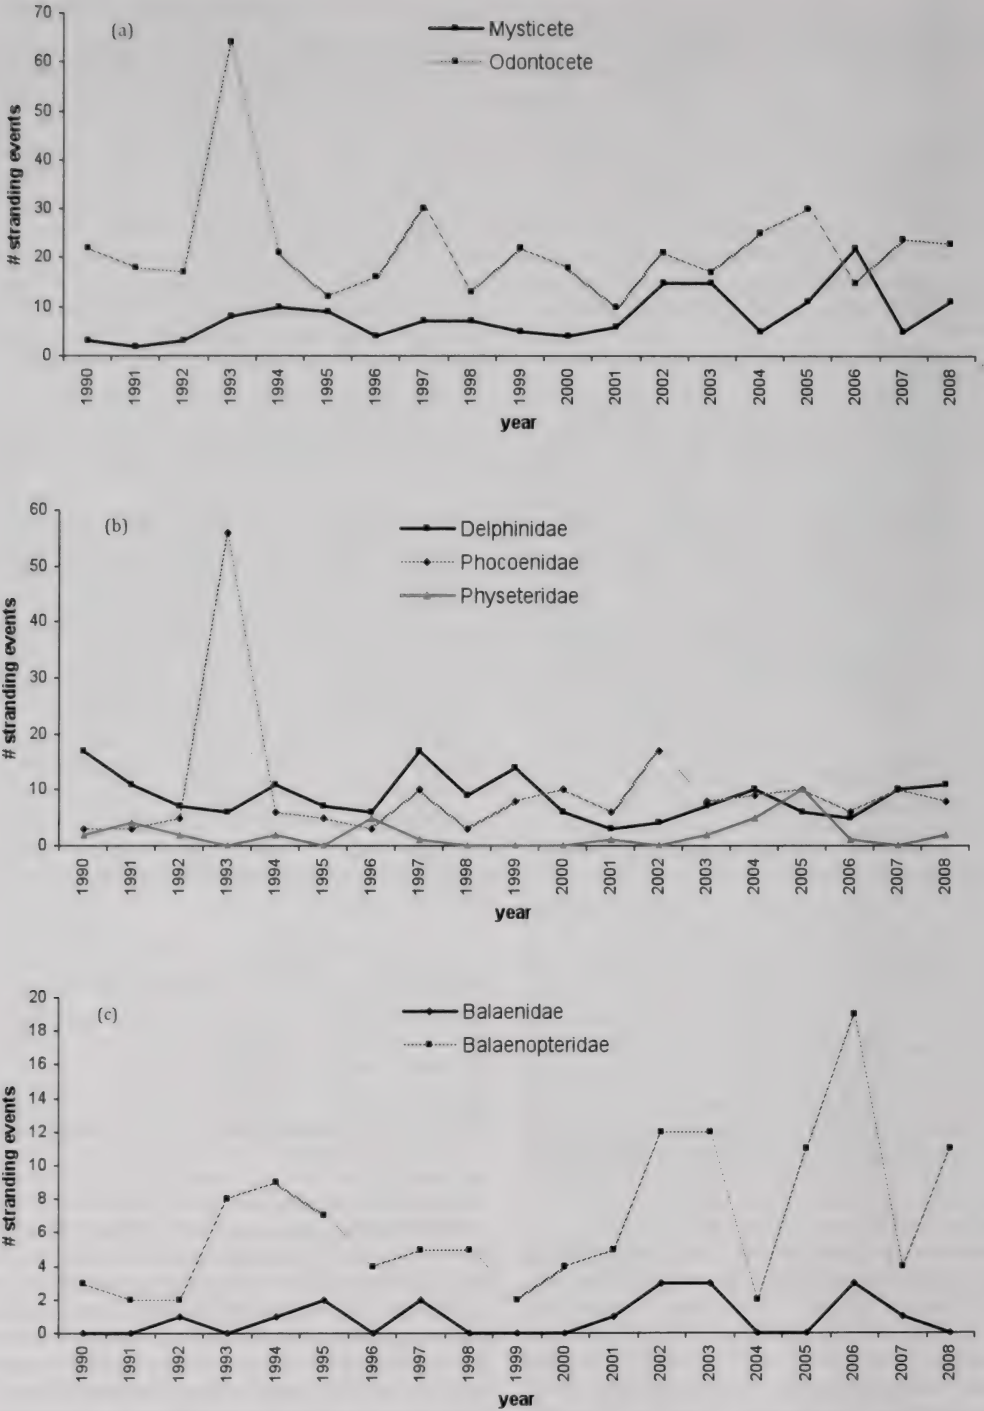 (a)
Mysticete
Odontocete
# stranding events
70
60
50
40
30
20
10
0
1990 1991 1992 1993 1994 1995 1996 1997 1998 1999 2000 2001 2002 2003 2004 2005 2006 2007 2008
year
(b)
Delphinidae
Phocoenidae
Physeteridae
# stranding events
60
50
40
30
20
10
0
1990 1991 1992 1993 1994 1995 1996 1997 1998 1999 2000 2001 2002 2003 2004 2005 2006 2007 2008
year
(c)
Balaenidae
Balaenopteridae
# stranding events
20
18
16
14
12
10
8
6
4
2
0
1990 1991 1992 1993 1994 1995 1996 1997 1998 1999 2000 2001 2002 2003 2004 2005 2006 2007 2008
year